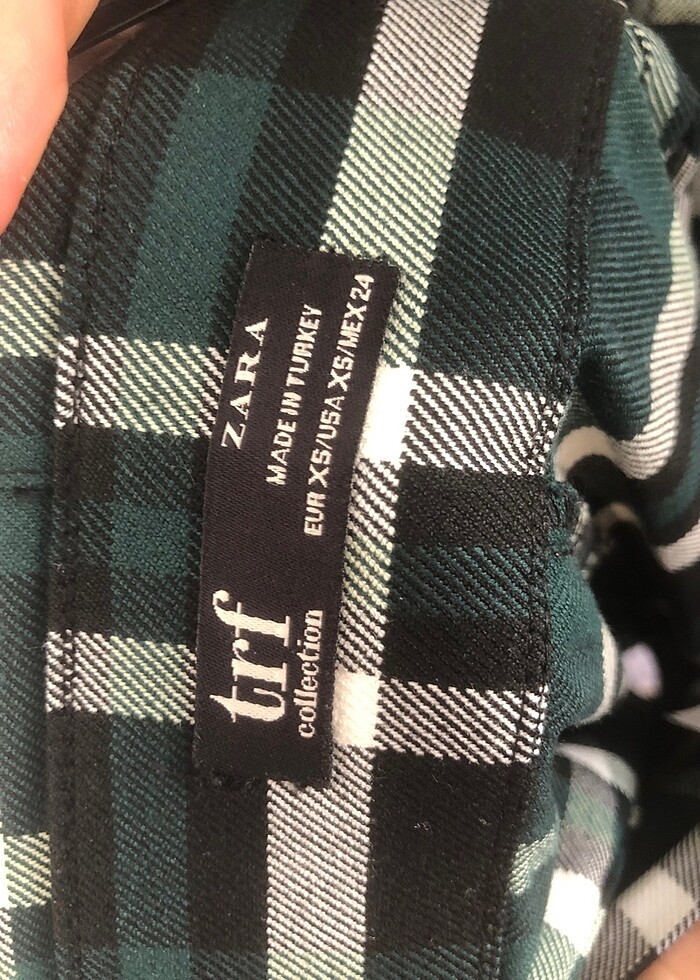 trf
collection
ZARA
MADE IN TURKEY
EUR XS/USA XS/MEX 24